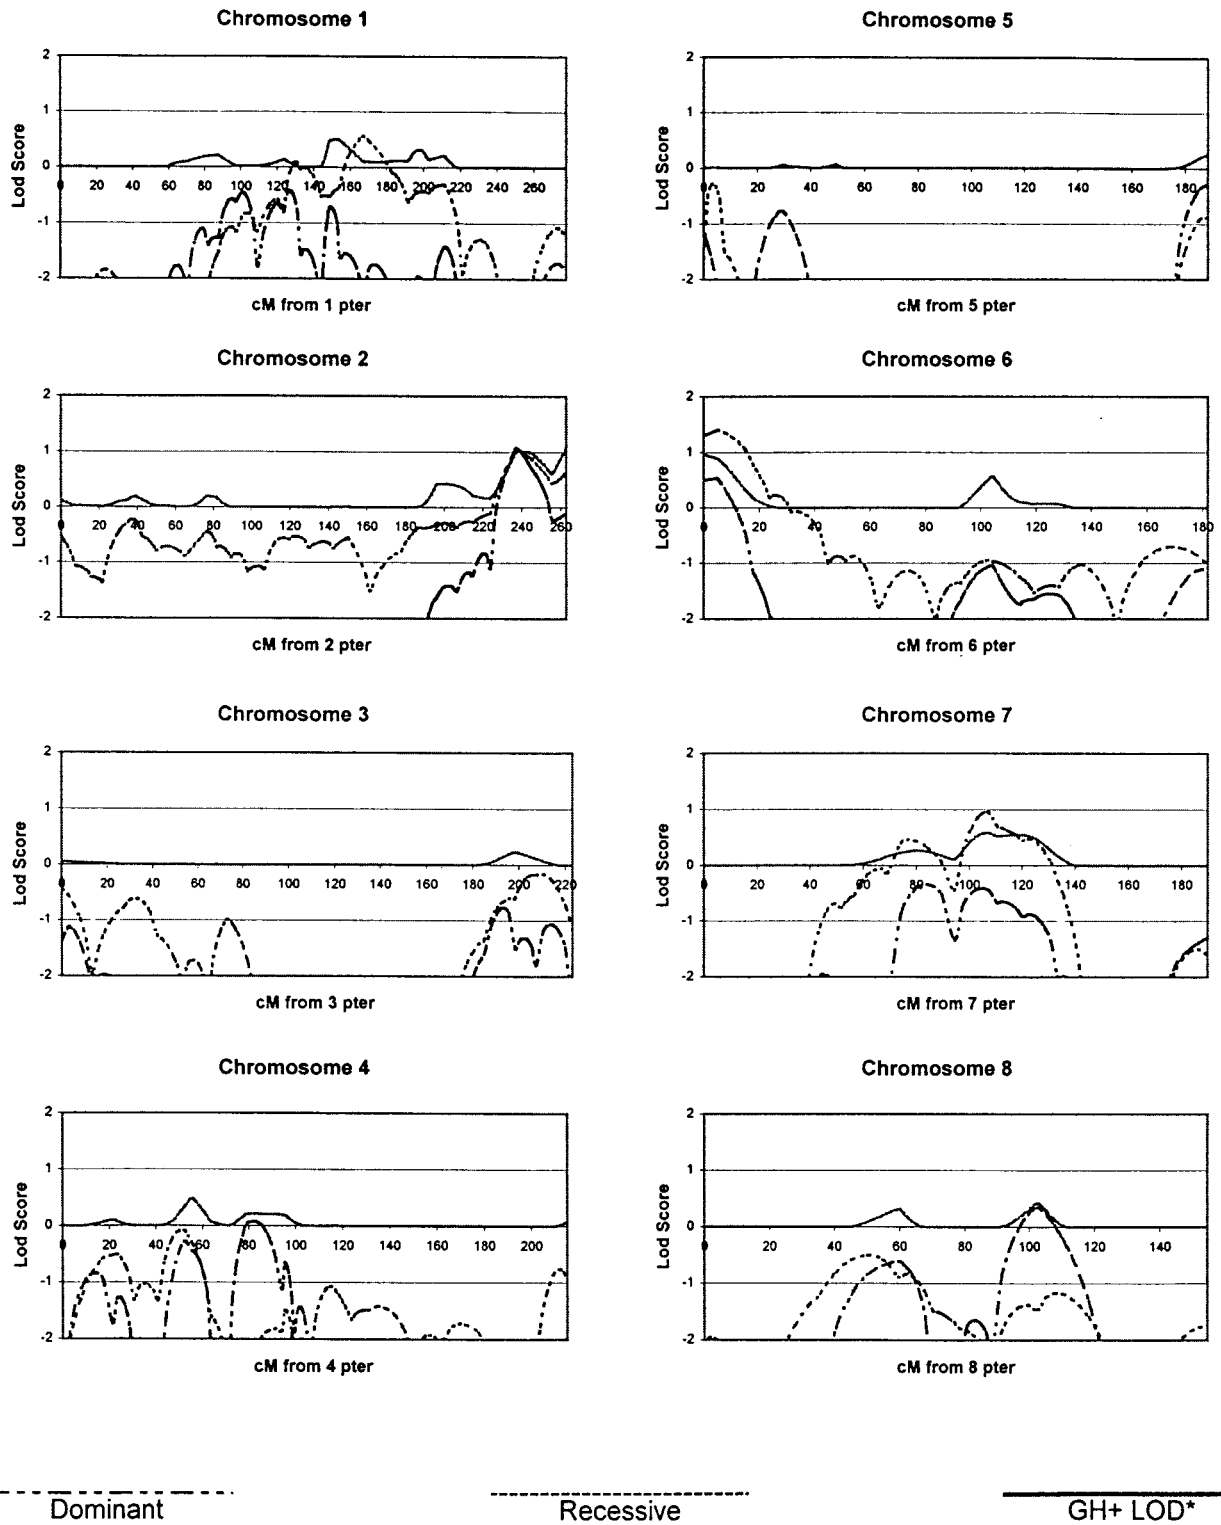 Chromosome 1
2
1
0
-1
-2
Lod Score
0 20 40 60 80 100 120 140 160 180 200 220 240 260
cM from 1 pter
Chromosome 2
2
1
0
-1
-2
Lod Score
0 20 40 60 80 100 120 140 160 180 200 220 240 260
cM from 2 pter
Chromosome 3
2
1
0
-1
-2
Lod Score
0 20 40 60 80 100 120 140 160 180 200 220
cM from 3 pter
Chromosome 4
2
1
0
-1
-2
Lod Score
0 20 40 60 80 100 120 140 160 180 200
cM from 4 pter
Chromosome 5
2
1
0
-1
-2
Lod Score
0 20 40 60 80 100 120 140 160 180
cM from 5 pter
Chromosome 6
2
1
0
-1
-2
Lod Score
0 20 40 60 80 100 120 140 160 180
cM from 6 pter
Chromosome 7
2
1
0
-1
-2
Lod Score
0 20 40 60 80 100 120 140 160 180
cM from 7 pter
Chromosome 8
2
1
0
-1
-2
Lod Score
0 20 40 60 80 100 120 140
cM from 8 pter
Dominant Recessive GH+ LOD*